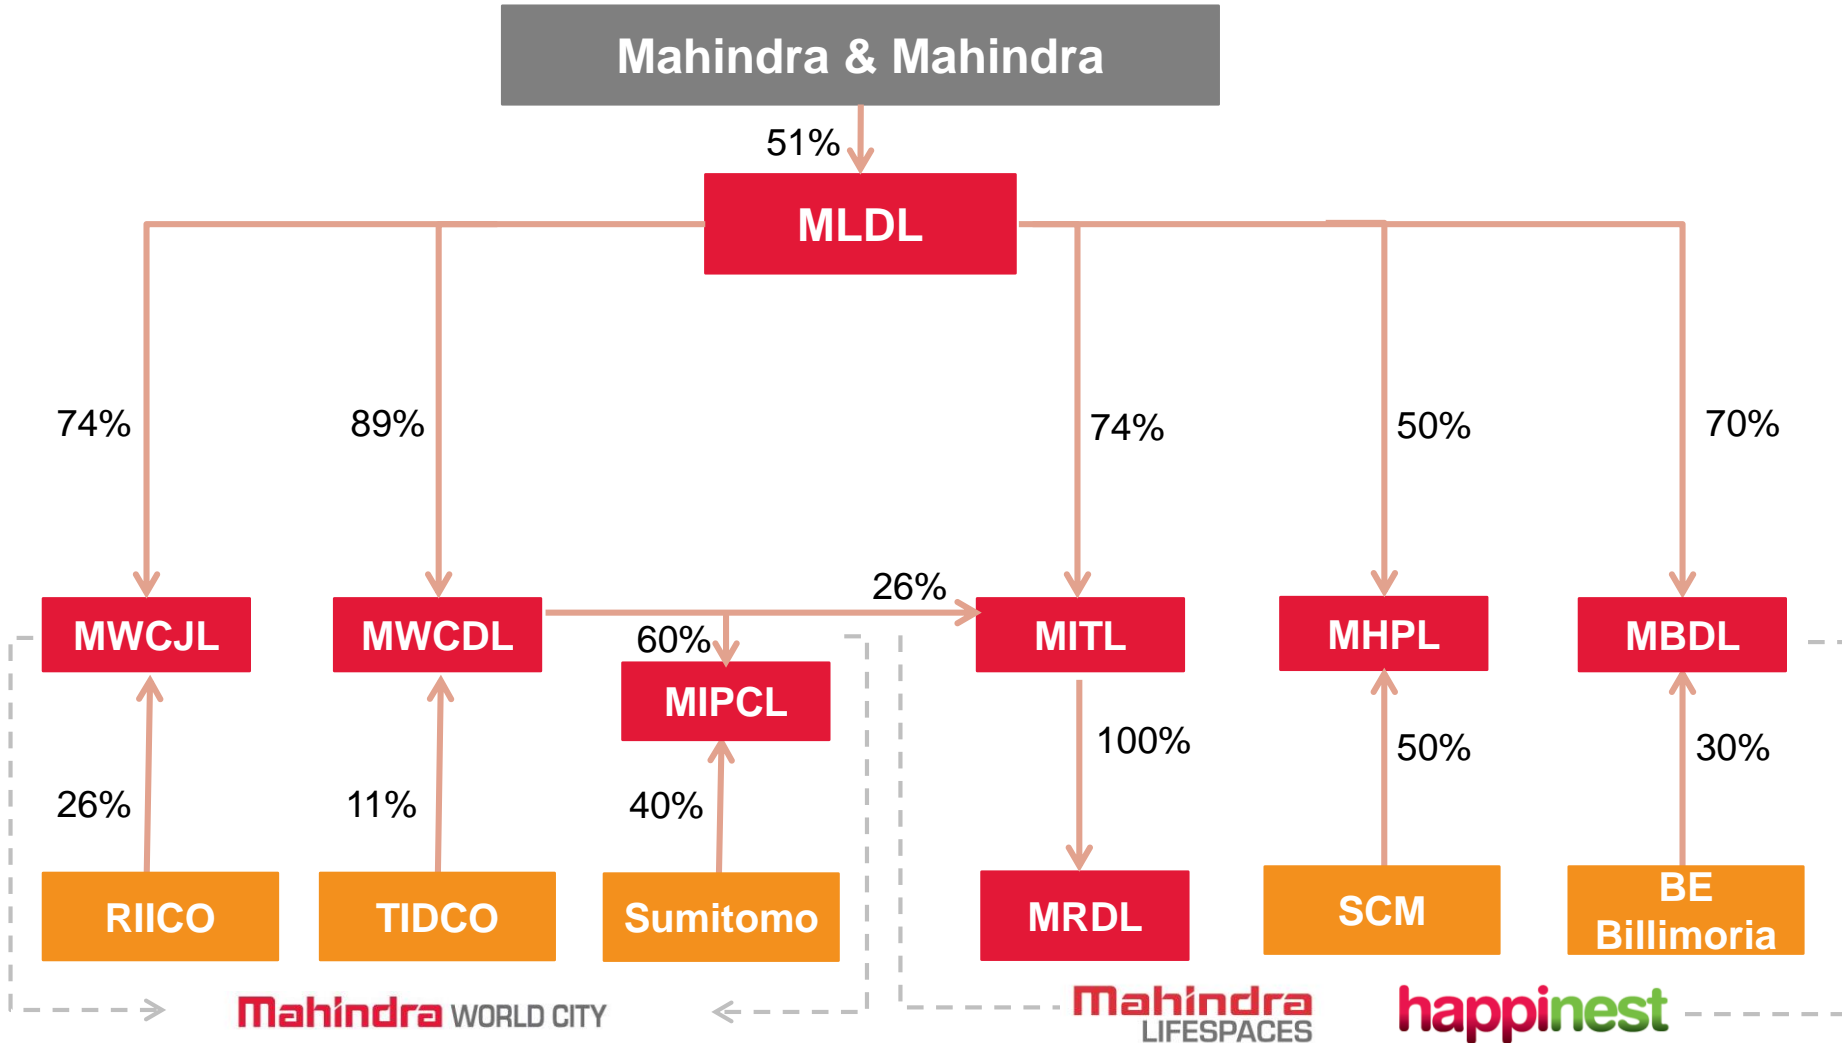 Mahindra & Mahindra
51%
MLDL
74%
89%
74%
50%
70%
26%
MWCJL
MWCDL
60%
MIPCL
MITL
MHPL
MBDL
26%
11%
40%
100%
50%
30%
RIICO
TIDCO
Sumitomo
MRDL
SCM
BE
Billimoria
Mahindra WORLD CITY
Mahindra
LIFESPACES
happinest